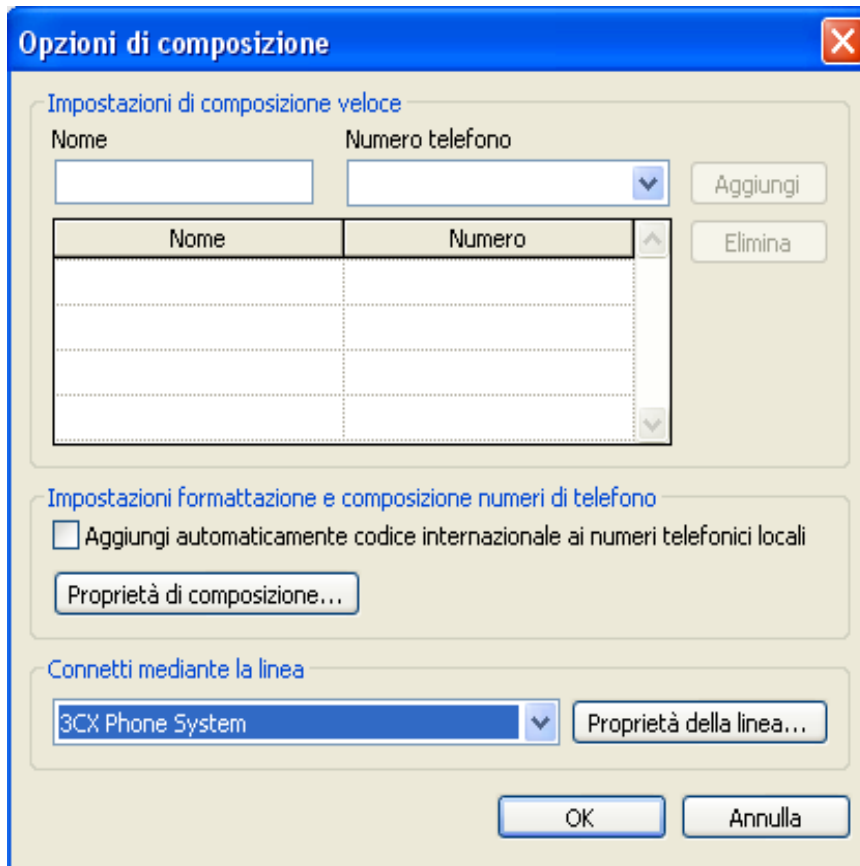 Opzioni di composizione
Impostazioni di composizione veloce
Nome Numero telefono
Aggiungi
Nome Numero
Elimina
Impostazioni formattazione e composizione numeri di telefono
Aggiungi automaticamente codice internazionale ai numeri telefonici locali
Proprietà di composizione...
Connetti mediante la linea
3CX Phone System Proprietà della linea...
OK Annulla